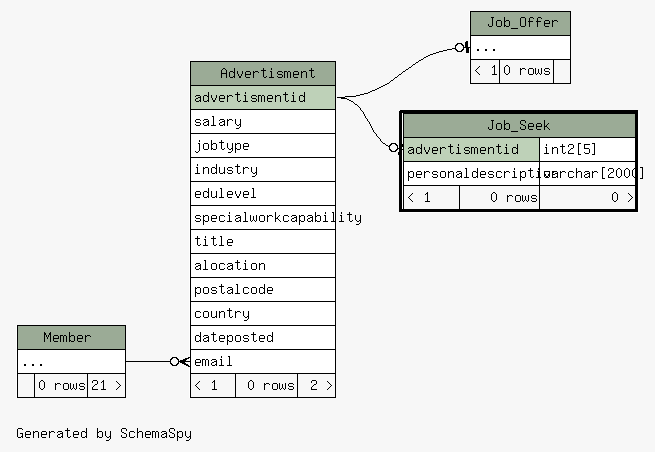 Job_Offer
...
< 1 0 rows
Advertisment
advertismentid
salary
jobtype
industry
edulevel
specialworkcapability
title
alocation
postalcode
country
dateposted
email
< 1 0 rows 2 >
Job_Seek
advertismentid int2[5]
personaldescription varchar[2000]
< 1 0 rows 0 >
Member
...
0 rows 21 >
Generated by SchemaSpy